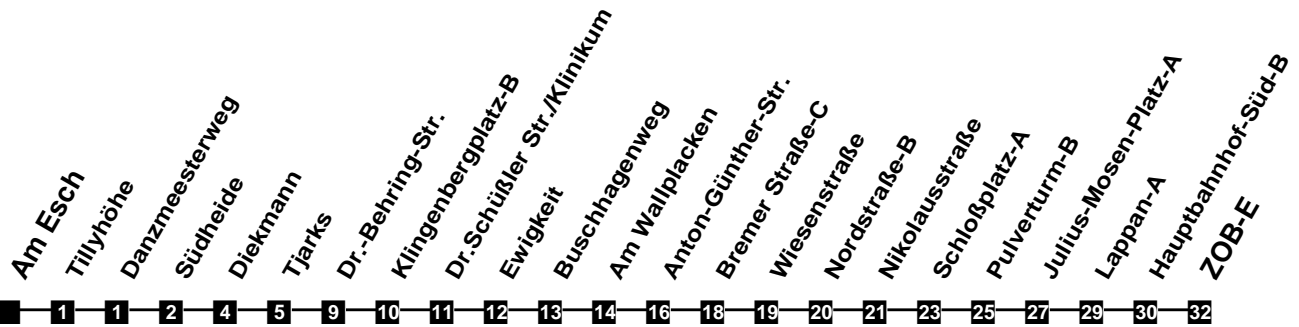 Am Esch
Tillyhöhe
Danzmeesterweg
Südheide
Diekmann
Tjarks
Dr.-Behring-Str.
Klingenbergplatz-B
Dr.Schüßler Str./Klinikum
Ewigkeit
Buschhagenweg
Am Wallplacken
Anton-Günther-Str.
Bremer Straße-C
Wiesenstraße
Nordstraße-B
Nikolausstraße
Schloßplatz-A
Pulverturm-B
Julius-Mosen-Platz-A
Lappan-A
Hauptbahnhof-Süd-B
ZOB-E
1 1 2 4 5 9 10 11 12 13 14 16 18 19 20 21 23 25 27 29 30 32